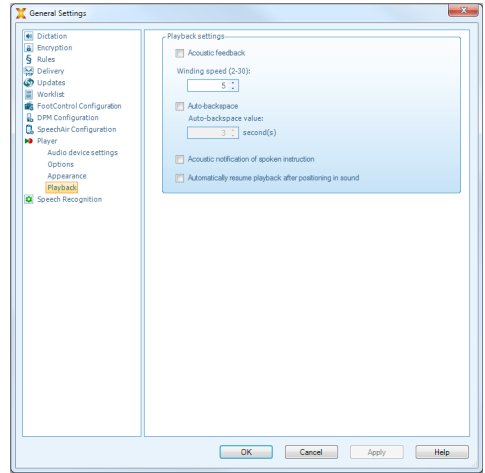 General Settings
Dictation
Encryption
Rules
Delivery
Updates
Worklist
FootControl Configuration
DPM Configuration
SpeechAir Configuration
Player
Audio device settings
Options
Appearance
Playback
Speech Recognition
Playback settings
Acoustic feedback
Winding speed (2-30):
5
Auto-backspace
Auto-backspace value:
3 second(s)
Acoustic notification of spoken instruction
Automatically resume playback after positioning in sound
OK Cancel Apply Help